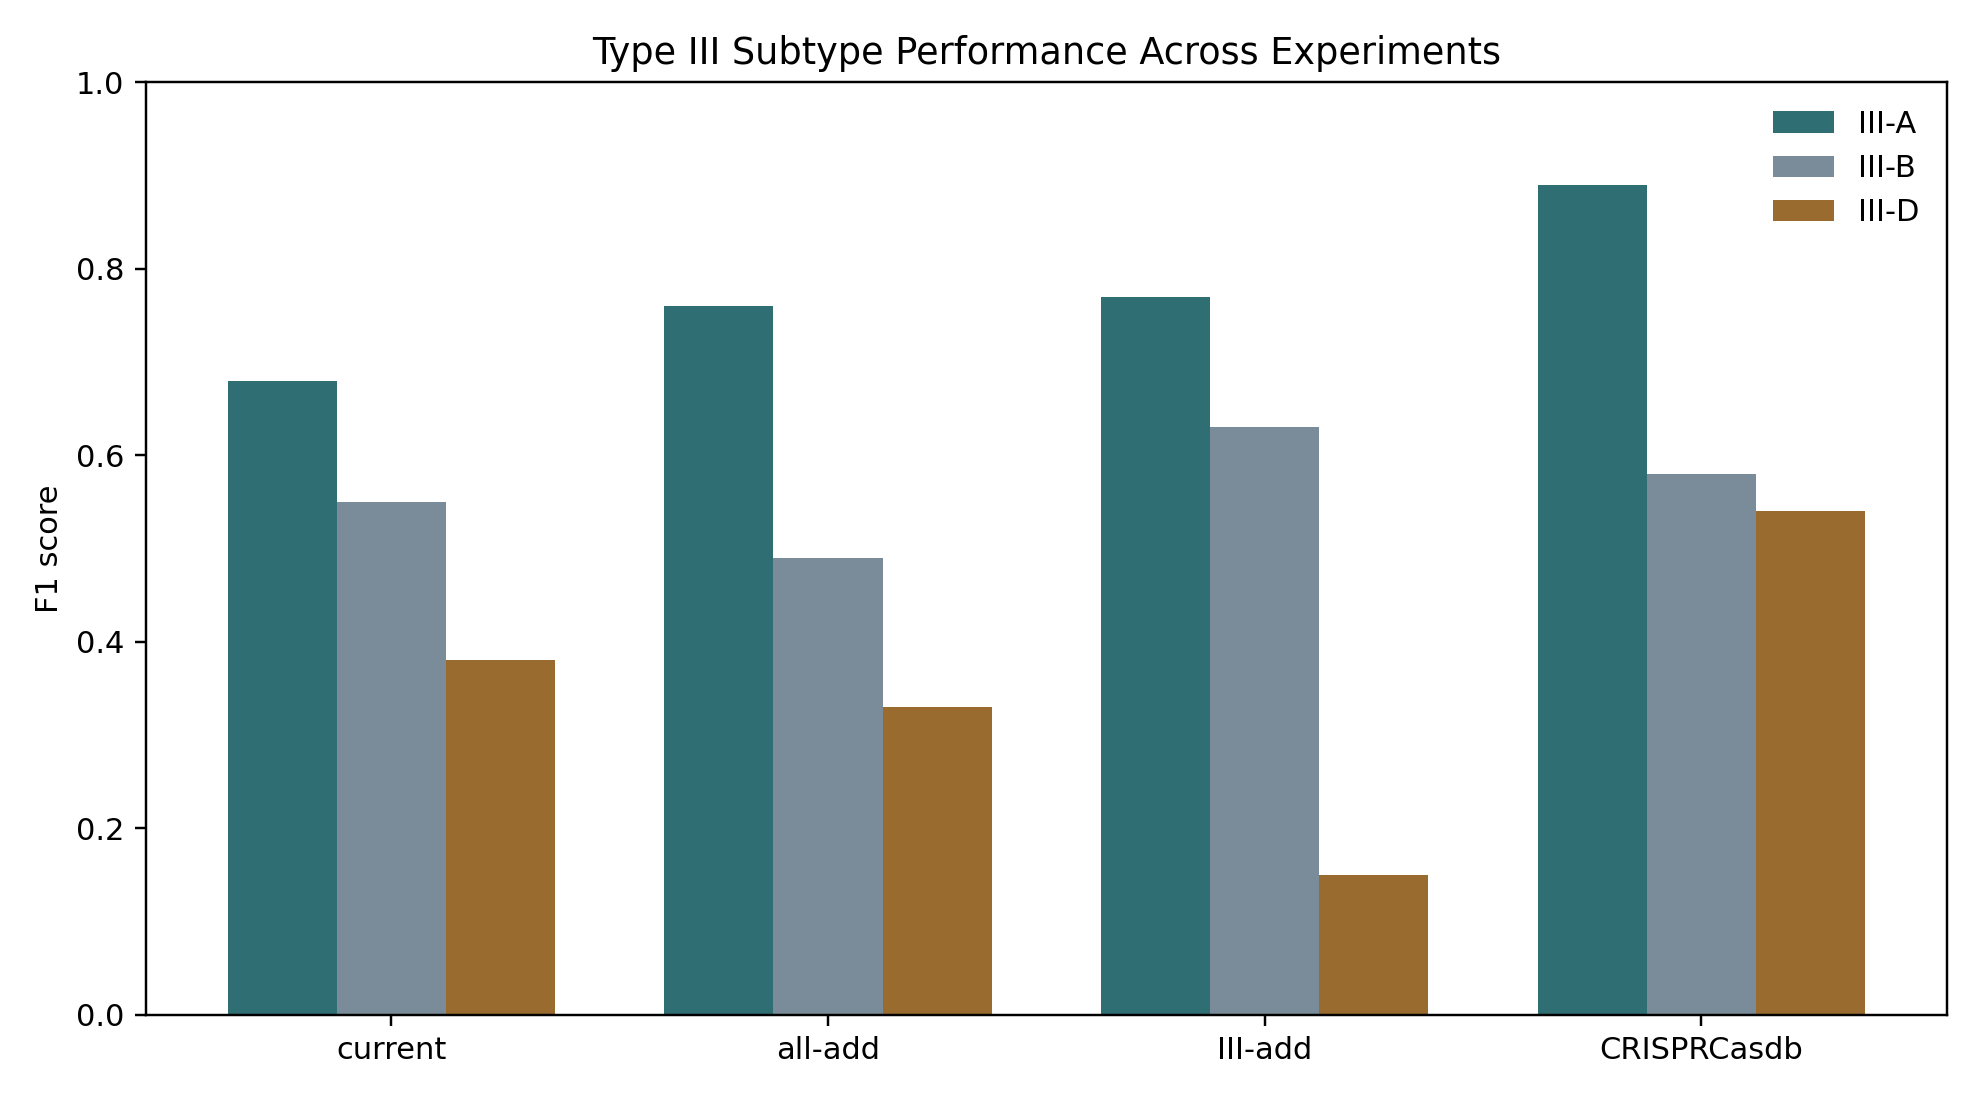 Type III Subtype Performance Across Experiments
1.0
0.8
0.6
0.4
0.2
0.0
F1 score
III-A
III-B
III-D
current
all-add
III-add
CRISPRCasdb